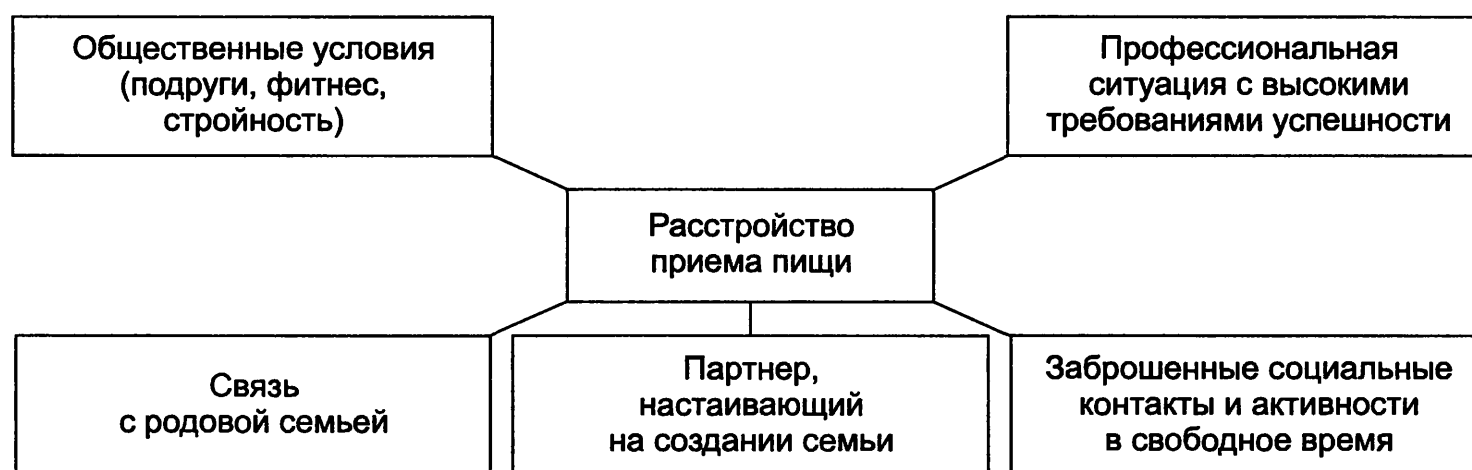 Общественные условия
(подруги, фитнес,
стройность)
Профессиональная
ситуация с высокими
требованиями успешности
Расстройство
приема пищи
Связь
с родовой семьей
Партнер,
настаивающий
на создании семьи
Заброшенные социальные
контакты и активности
в свободное время